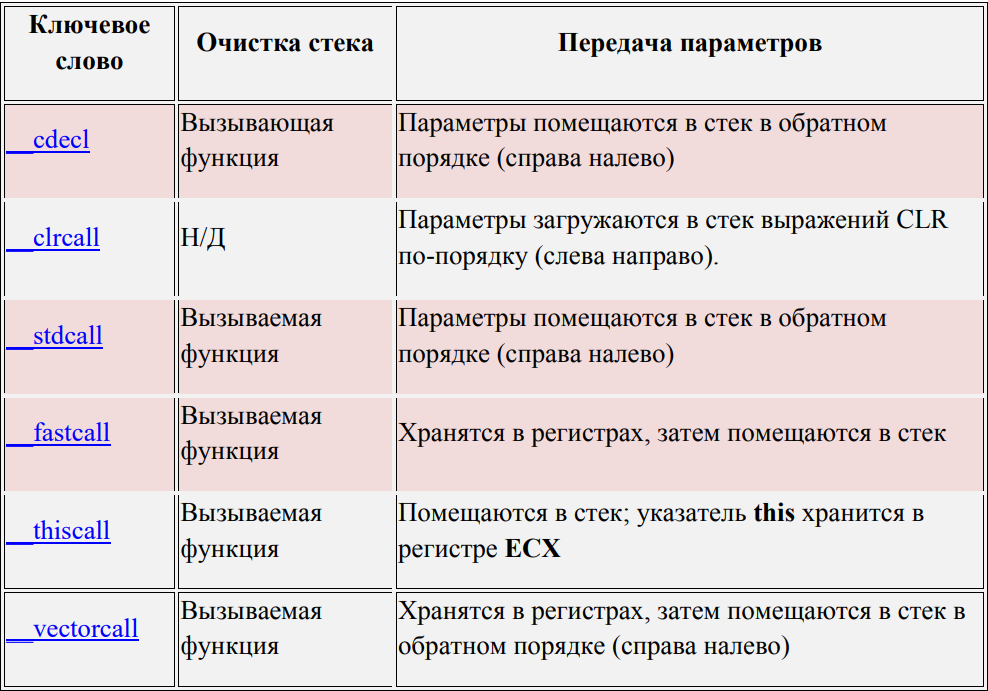 Ключевое
слово
Очистка стека
Передача параметров
__cdecl
Вызывающая
функция
Параметры помещаются в стек в обратном
порядке (справа налево)
__clrcall
Н/Д
Параметры загружаются в стек выражений CLR
по-порядку (слева направо).
__stdcall
Вызываемая
функция
Параметры помещаются в стек в обратном
порядке (справа налево)
__fastcall
Вызываемая
функция
Хранятся в регистрах, затем помещаются в стек
__thiscall
Вызываемая
функция
Помещаются в стек; указатель this хранится в
регистре ECX
__vectorcall
Вызываемая
функция
Хранятся в регистрах, затем помещаются в стек в
обратном порядке (справа налево)